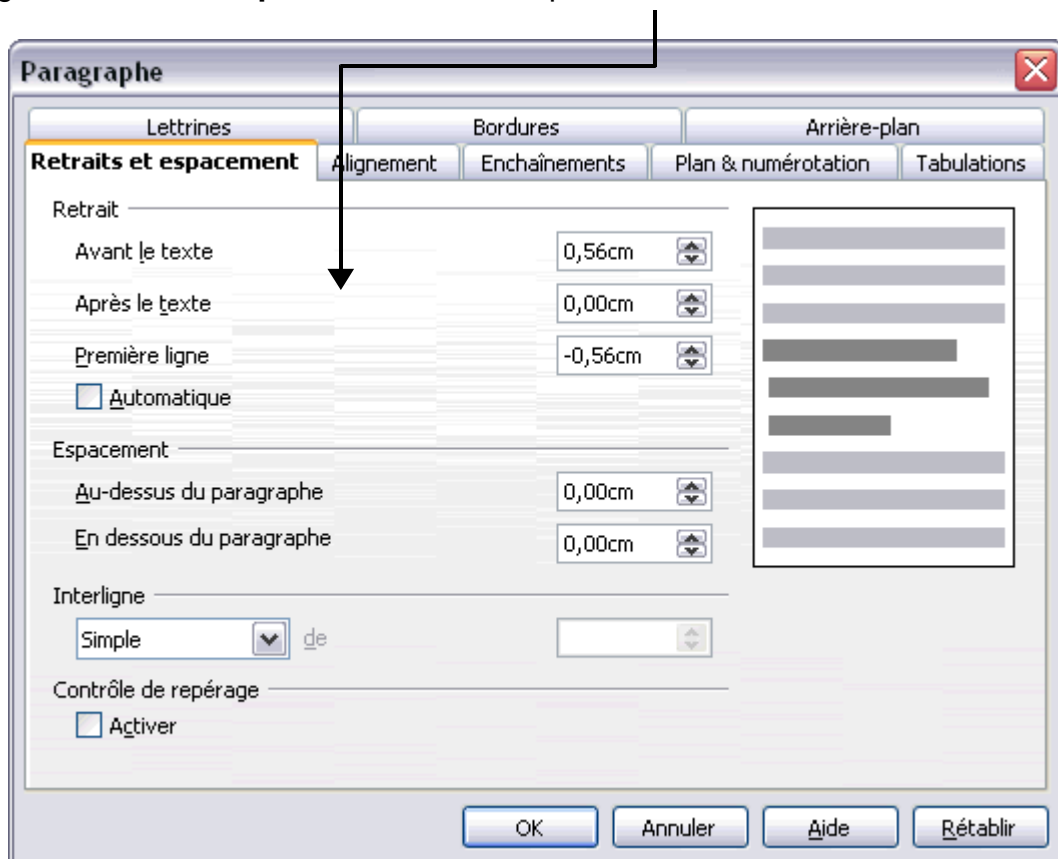 Paragraphe
Lettrines Bordures Arrière-plan
Retraits et espacement Alignement Enchaînements Plan & numérotation Tabulations
Retrait
Avant le texte 0,56cm
Après le texte 0,00cm
Première ligne -0,56cm
Automatique
Espacement
Au-dessus du paragraphe 0,00cm
En dessous du paragraphe 0,00cm
Interligne
Simple de
Contrôle de repérage
Activer
OK Annuler Aide Rétablir